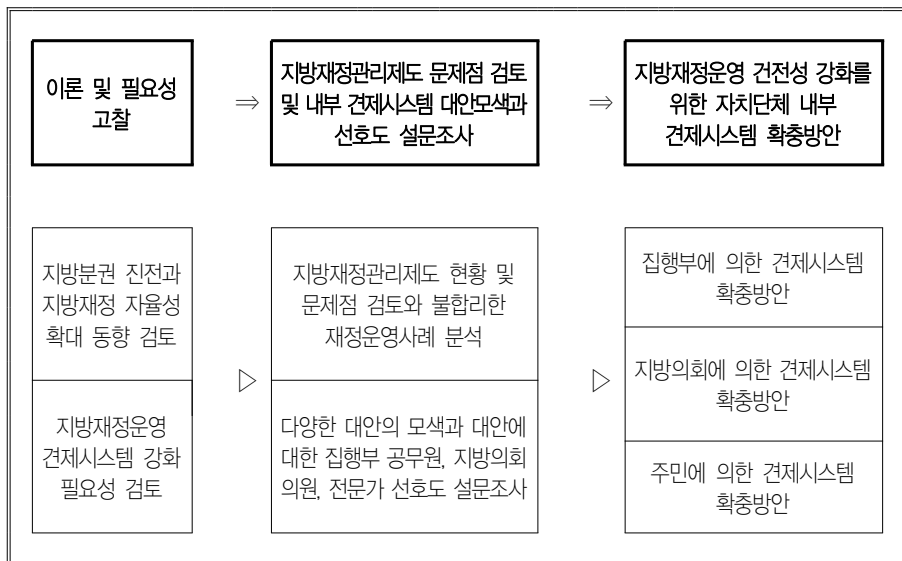 이론 및 필요성
고찰
⇒
지방재정관리제도 문제점 검토
및 내부 견제시스템 대안모색과
선호도 설문조사
⇒
지방재정운영 건전성 강화를
위한 자치단체 내부
견제시스템 확충방안
지방분권 진전과
지방재정 자율성
확대 동향 검토
지방재정운영
견제시스템 강화
필요성 검토
▷
지방재정관리제도 현황 및
문제점 검토와 불합리한
재정운영사례 분석
다양한 대안의 모색과 대안에
대한 집행부 공무원, 지방의회
의원, 전문가 선호도 설문조사
▷
집행부에 의한 견제시스템
확충방안
지방의회에 의한 견제시스템
확충방안
주민에 의한 견제시스템
확충방안